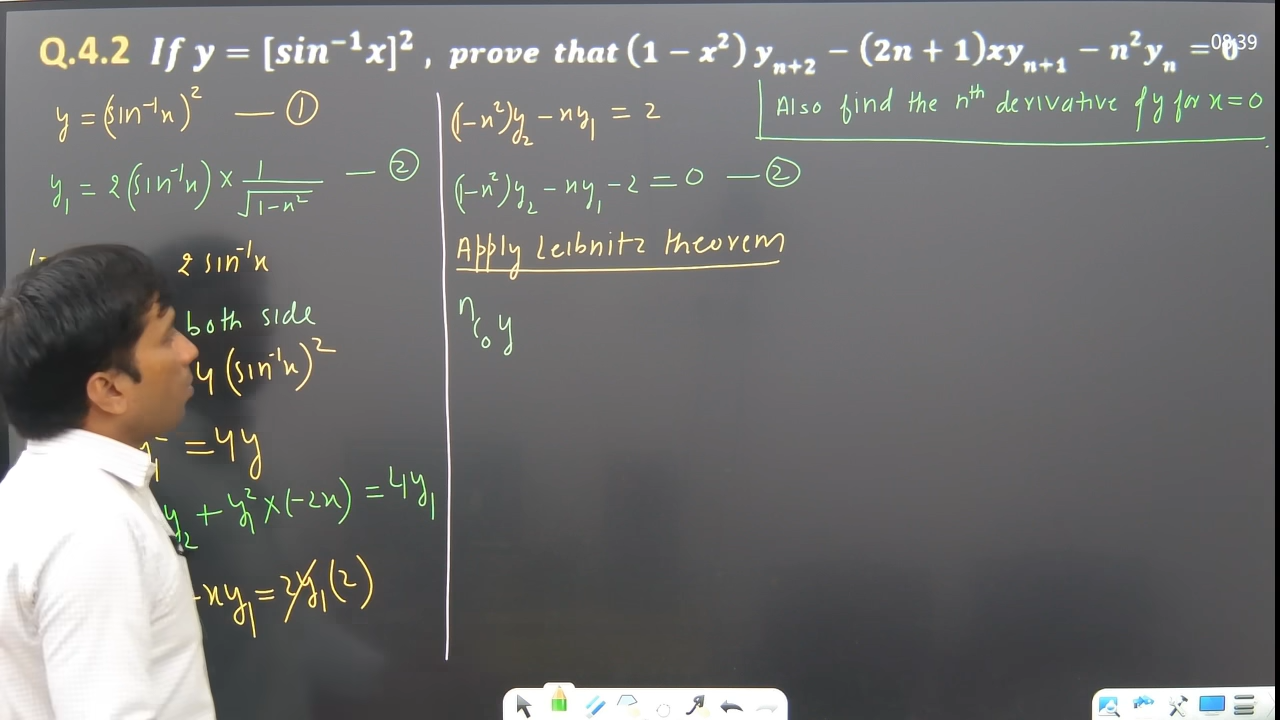 Q.4.2 If y = [sin⁻¹x]², prove that (1 − x²) yₙ₊₂ − (2n + 1)xyₙ₊₁ − n²yₙ = 0
08:39
Also find the nᵗʰ derivative of y for x=0
y = (sin⁻¹x)² — ①
y₁ = 2(sin⁻¹x) × 1/√(1−x²) — ②
2 sin⁻¹x
both side
4 (sin⁻¹x)²
= 4y
y₂ + y₁² × (−2x) = 4y₁
− xy₁ = 2y₁(2)
(1−x²)y₂ − xy₁ = 2
(1−x²)y₂ − xy₁ − 2 = 0 — ②
Apply Leibnitz theorem
ⁿC₀ y